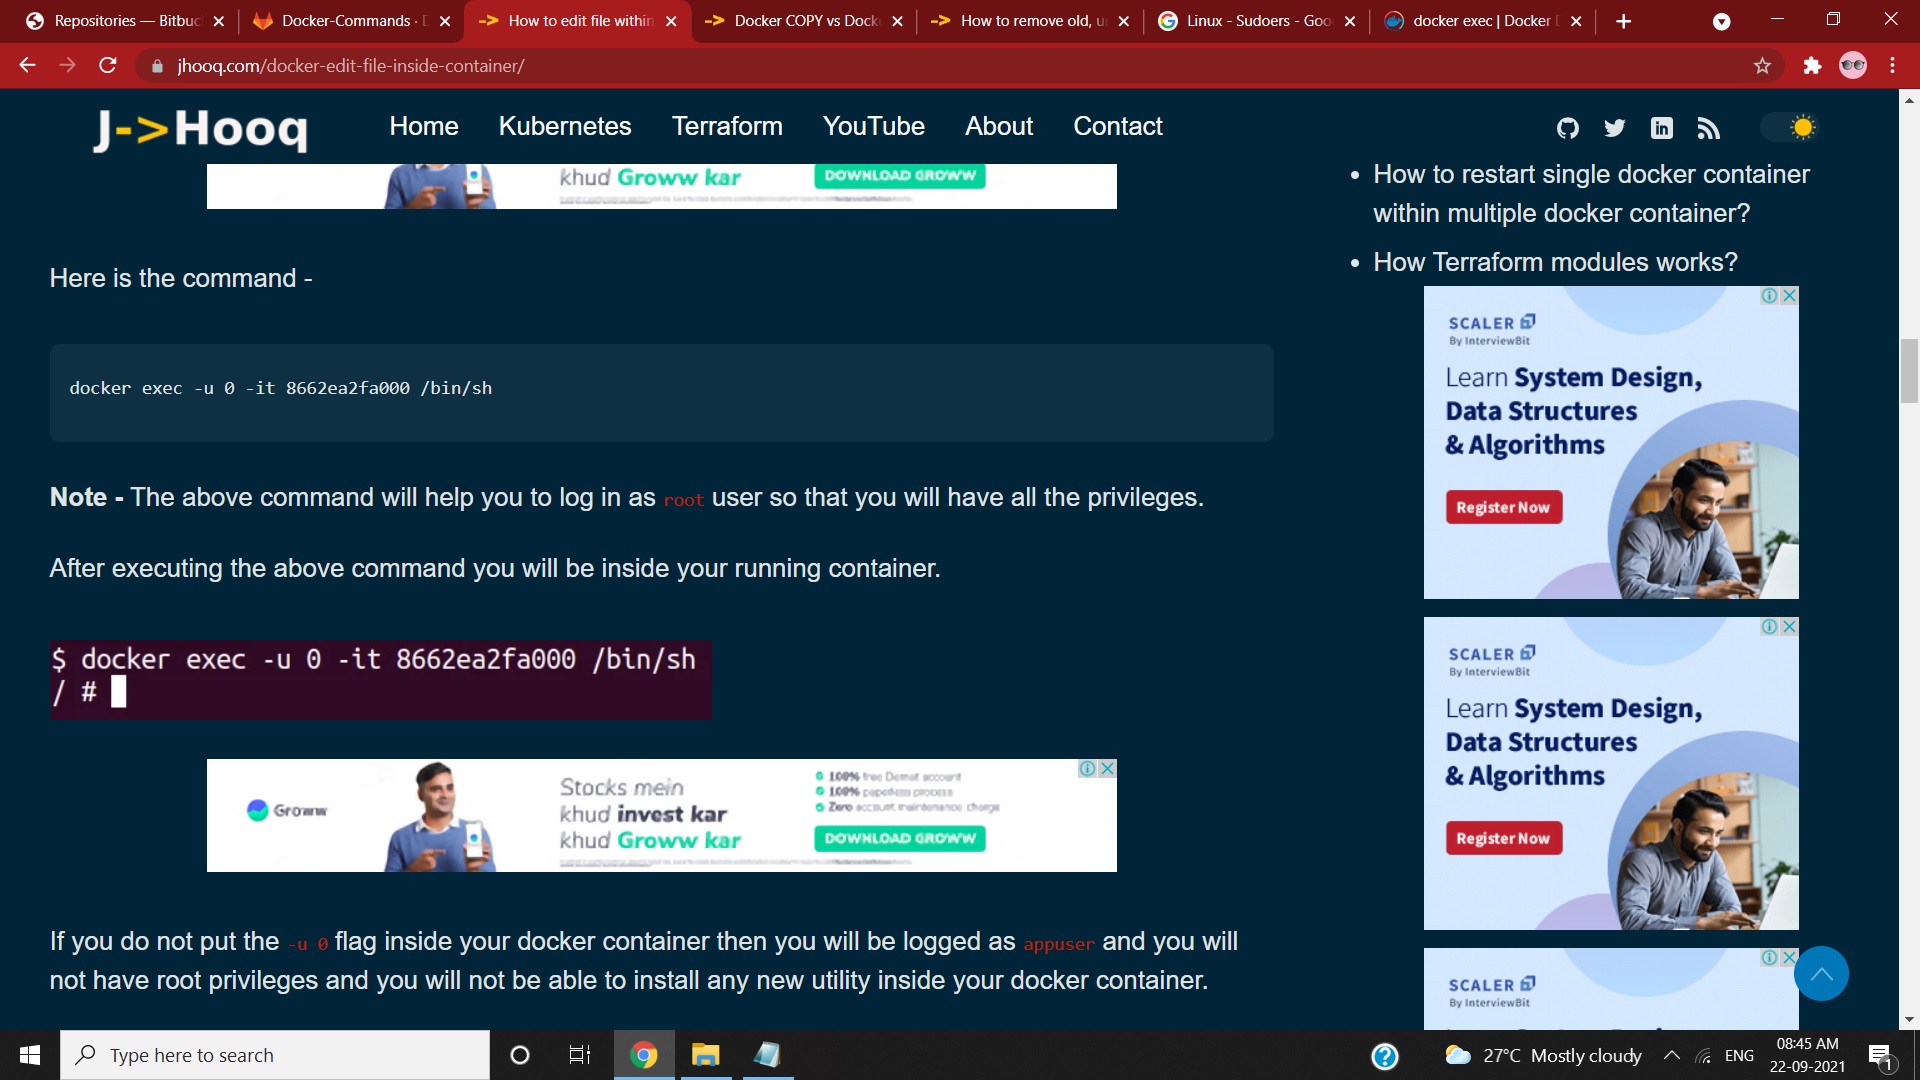 Repositories — Bitbuc
Docker-Commands · D
How to edit file within
Docker COPY vs Docke
How to remove old, u
Linux - Sudoers - Goo
docker exec | Docker D
jhooq.com/docker-edit-file-inside-container/
J->Hooq
Home
Kubernetes
Terraform
YouTube
About
Contact
khud Groww kar
DOWNLOAD GROWW
Here is the command -
docker exec -u 0 -it 8662ea2fa000 /bin/sh
Note - The above command will help you to log in as root user so that you will have all the privileges.
After executing the above command you will be inside your running container.
$ docker exec -u 0 -it 8662ea2fa000 /bin/sh
/ #
Groww
Stocks mein
khud invest kar
khud Groww kar
100% free Demat account
100% paperless process
Zero account maintenance charge
DOWNLOAD GROWW
If you do not put the -u 0 flag inside your docker container then you will be logged as appuser and you will
not have root privileges and you will not be able to install any new utility inside your docker container.
• How to restart single docker container
within multiple docker container?
• How Terraform modules works?
SCALER
By InterviewBit
Learn System Design,
Data Structures
& Algorithms
Register Now
SCALER
By InterviewBit
Learn System Design,
Data Structures
& Algorithms
Register Now
SCALER
By InterviewBit
Type here to search
27°C Mostly cloudy
ENG
08:45 AM
22-09-2021
1